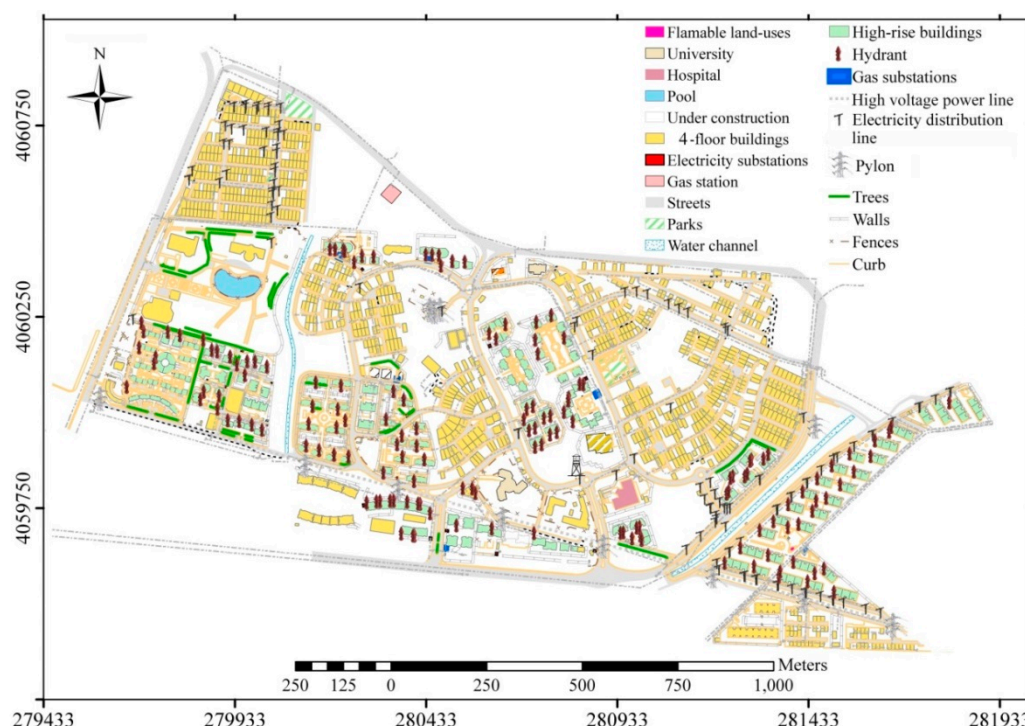 N
Flamable land-uses
University
Hospital
Pool
Under construction
4-floor buildings
Electricity substations
Gas station
Streets
Parks
Water channel
High-rise buildings
Hydrant
Gas substations
High voltage power line
Electricity distribution
line
Pylon
Trees
Walls
Fences
Curb
4060750
4060250
4059750
Meters
250 125 0 250 500 750 1,000
279433 279933 280433 280933 281433 281933